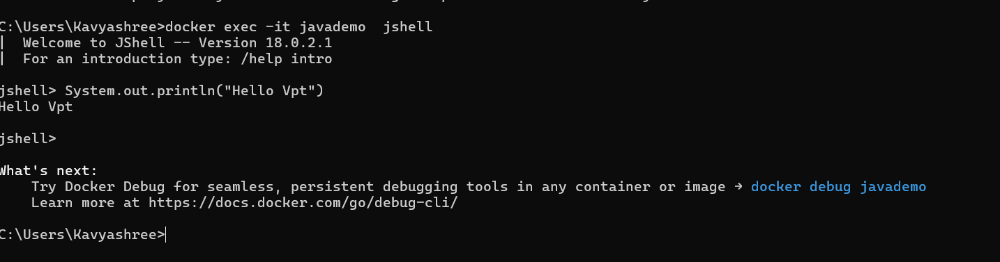 C:\Users\Kavyashree>docker exec -it javademo  jshell
|  Welcome to JShell -- Version 18.0.2.1
|  For an introduction type: /help intro
jshell> System.out.println("Hello Vpt")
Hello Vpt
jshell>
What's next:
    Try Docker Debug for seamless, persistent debugging tools in any container or image → docker debug javademo
    Learn more at https://docs.docker.com/go/debug-cli/
C:\Users\Kavyashree>